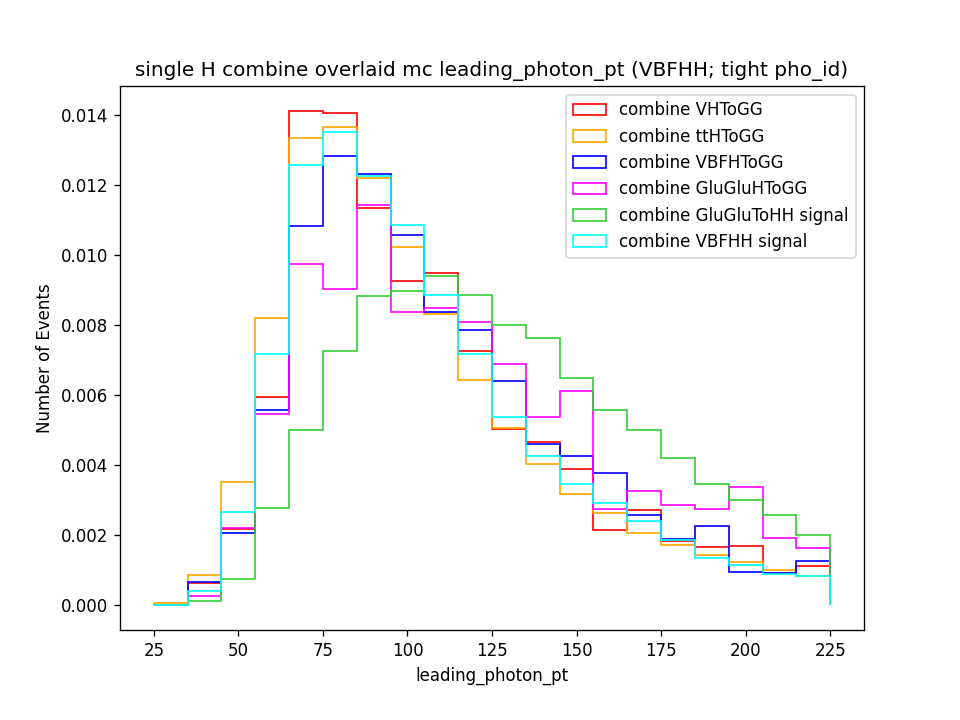 single H combine overlaid mc leading_photon_pt (VBFHH; tight pho_id)
combine VHToGG
combine ttHToGG
combine VBFHToGG
combine GluGluHToGG
combine GluGluToHH signal
combine VBFHH signal
Number of Events
0.014
0.012
0.010
0.008
0.006
0.004
0.002
0.000
25 50 75 100 125 150 175 200 225
leading_photon_pt